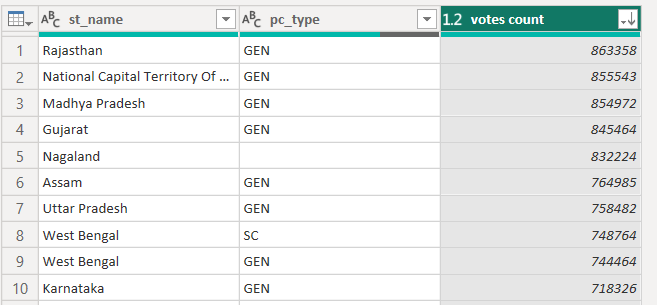 ABC st_name ABC pc_type 1.2 votes count
1 Rajasthan GEN 863358
2 National Capital Territory Of ... GEN 855543
3 Madhya Pradesh GEN 854972
4 Gujarat GEN 845464
5 Nagaland 832224
6 Assam GEN 764985
7 Uttar Pradesh GEN 758482
8 West Bengal SC 748764
9 West Bengal GEN 744464
10 Karnataka GEN 718326